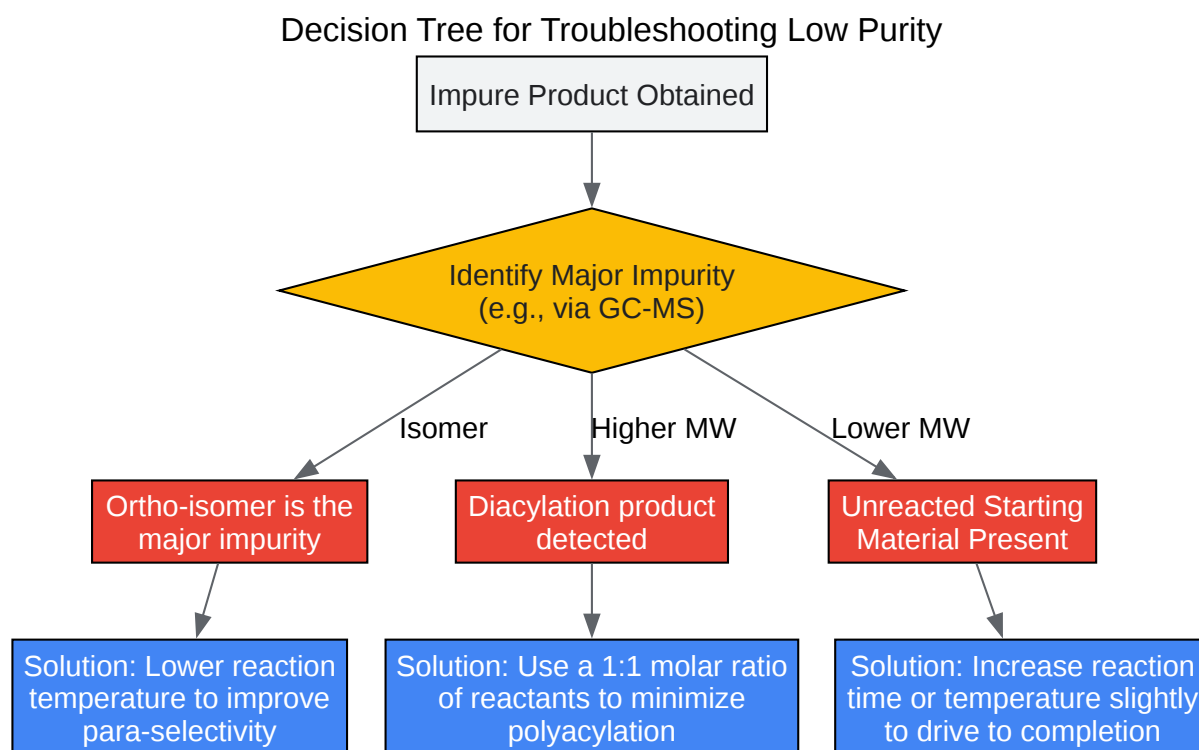 Decision Tree for Troubleshooting Low Purity
Impure Product Obtained
Identify Major Impurity
(e.g., via GC-MS)
Isomer
Higher MW
Lower MW
Ortho-isomer is the
major impurity
Diacylation product
detected
Unreacted Starting
Material Present
Solution: Lower reaction
temperature to improve
para-selectivity
Solution: Use a 1:1 molar ratio
of reactants to minimize
polyacylation
Solution: Increase reaction
time or temperature slightly
to drive to completion